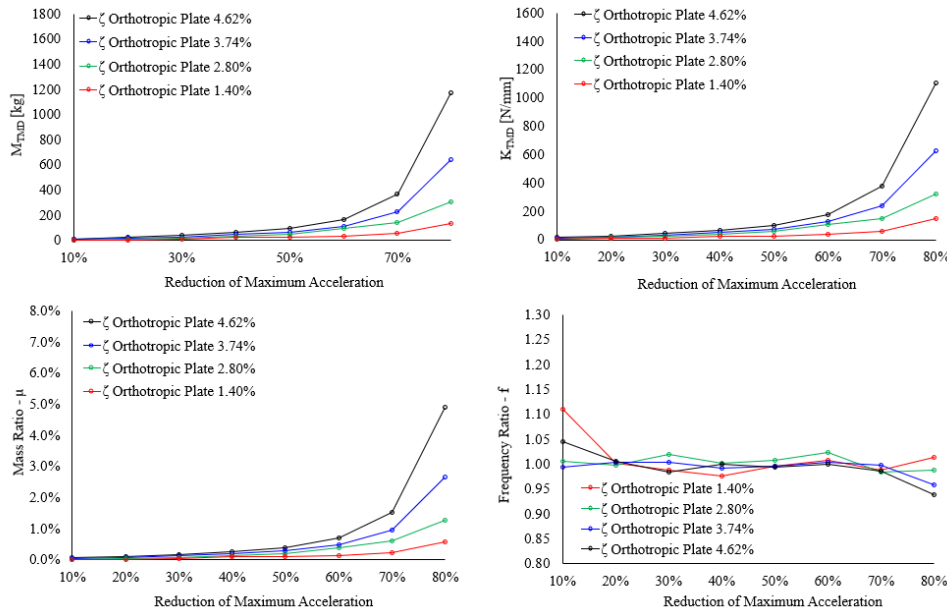 1800
1600
1400
1200
1000
800
600
400
200
0
M_TMD [kg]
ζ Orthotropic Plate 4.62%
ζ Orthotropic Plate 3.74%
ζ Orthotropic Plate 2.80%
ζ Orthotropic Plate 1.40%
10% 20% 30% 40% 50% 60% 70%
Reduction of Maximum Acceleration
1600
1400
1200
1000
800
600
400
200
0
K_TMD [N/mm]
ζ Orthotropic Plate 4.62%
ζ Orthotropic Plate 3.74%
ζ Orthotropic Plate 2.80%
ζ Orthotropic Plate 1.40%
10% 20% 30% 40% 50% 60% 70% 80%
Reduction of Maximum Acceleration
8.0%
7.0%
6.0%
5.0%
4.0%
3.0%
2.0%
1.0%
0.0%
Mass Ratio - μ
ζ Orthotropic Plate 4.62%
ζ Orthotropic Plate 3.74%
ζ Orthotropic Plate 2.80%
ζ Orthotropic Plate 1.40%
10% 20% 30% 40% 50% 60% 70% 80%
Reduction of Maximum Acceleration
1.30
1.25
1.20
1.15
1.10
1.05
1.00
0.95
0.90
0.85
0.80
Frequency Ratio - f
ζ Orthotropic Plate 1.40%
ζ Orthotropic Plate 2.80%
ζ Orthotropic Plate 3.74%
ζ Orthotropic Plate 4.62%
10% 20% 30% 40% 50% 60% 70% 80%
Reduction of Maximum Acceleration